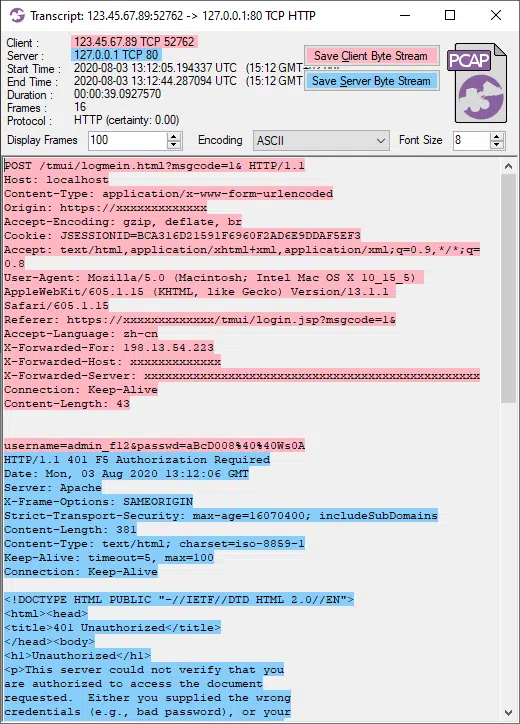 Transcript: 123.45.67.89:52762 -> 127.0.0.1:80 TCP HTTP
Client : 123.45.67.89 TCP 52762
Server : 127.0.0.1 TCP 80
Start Time : 2020-08-03 13:12:05.194337 UTC (15:12 GMT
End Time : 2020-08-03 13:12:44.287094 UTC (15:12 GMT
Duration : 00:00:39.0927570
Frames : 16
Protocol : HTTP (certainty: 0.00)
Save Client Byte Stream
Save Server Byte Stream
PCAP
Display Frames 100 Encoding ASCII Font Size 8
POST /tmui/logmein.html?msgcode=1& HTTP/1.1
Host: localhost
Content-Type: application/x-www-form-urlencoded
Origin: https://xxxxxxxxxxxxx
Accept-Encoding: gzip, deflate, br
Cookie: JSESSIONID=BCA316D21591F6960F2AD6E9DDAF5EF3
Accept: text/html,application/xhtml+xml,application/xml;q=0.9,*/*;q=
0.8
User-Agent: Mozilla/5.0 (Macintosh; Intel Mac OS X 10_15_5)
AppleWebKit/605.1.15 (KHTML, like Gecko) Version/13.1.1
Safari/605.1.15
Referer: https://xxxxxxxxxxxxx/tmui/login.jsp?msgcode=1&
Accept-Language: zh-cn
X-Forwarded-For: 198.13.54.223
X-Forwarded-Host: xxxxxxxxxxxxx
X-Forwarded-Server: xxxxxxxxxxxxxxxxxxxxxxxxxxxxxxxxxxxxxxxxxxxxxxxx
Connection: Keep-Alive
Content-Length: 43
username=admin_f12&passwd=aBcD008%40%40Ws0A
HTTP/1.1 401 F5 Authorization Required
Date: Mon, 03 Aug 2020 13:12:06 GMT
Server: Apache
X-Frame-Options: SAMEORIGIN
Strict-Transport-Security: max-age=16070400; includeSubDomains
Content-Length: 381
Content-Type: text/html; charset=iso-8859-1
Keep-Alive: timeout=5, max=100
Connection: Keep-Alive
<!DOCTYPE HTML PUBLIC "-//IETF//DTD HTML 2.0//EN">
<html><head>
<title>401 Unauthorized</title>
</head><body>
<h1>Unauthorized</h1>
<p>This server could not verify that you
are authorized to access the document
requested.  Either you supplied the wrong
credentials (e.g., bad password), or your